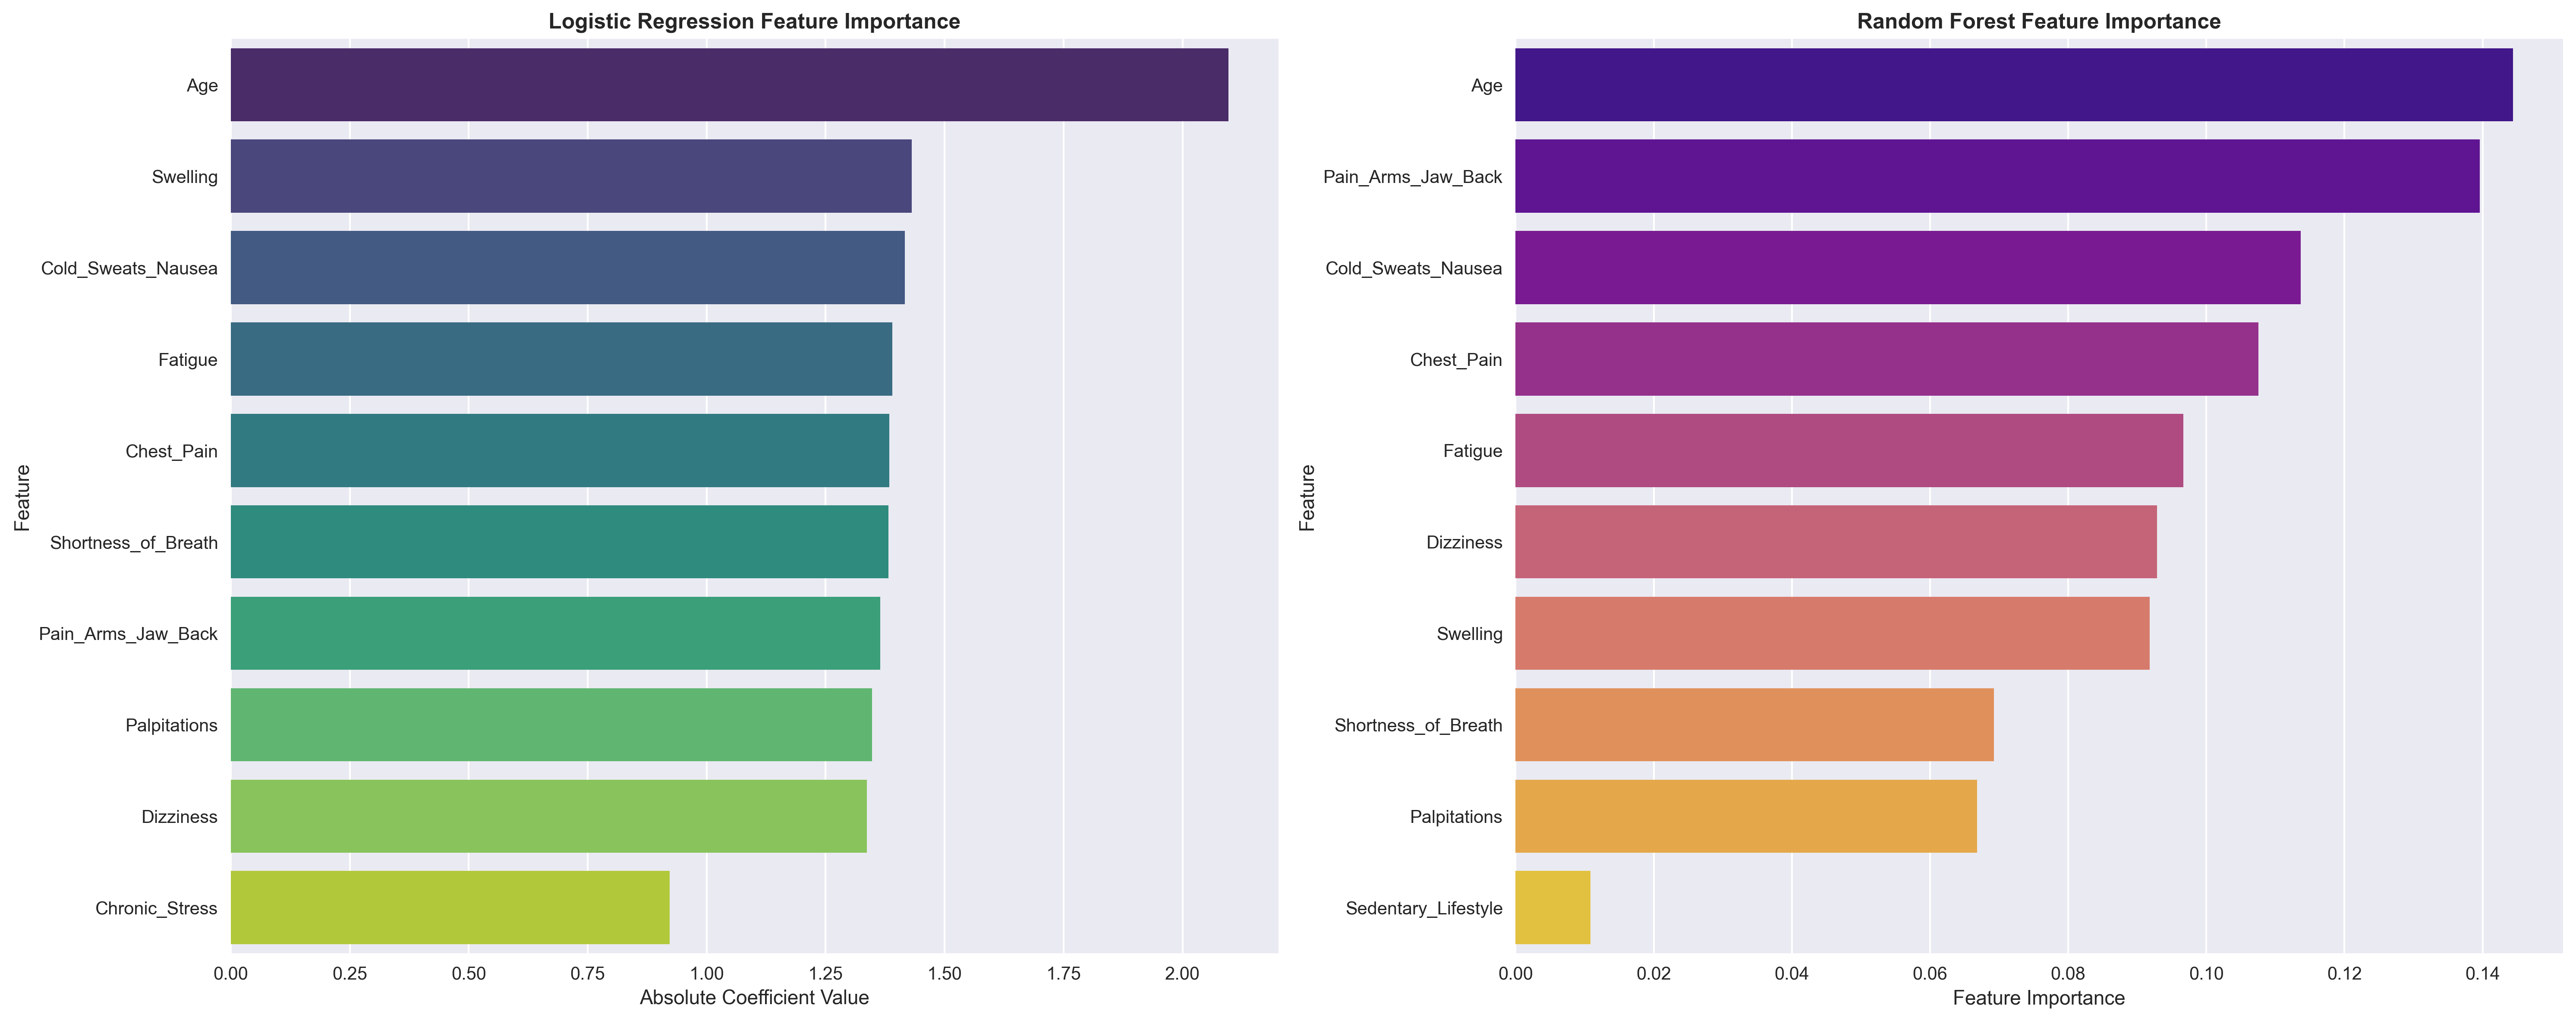 Logistic Regression Feature Importance
Feature
Age
Swelling
Cold_Sweats_Nausea
Fatigue
Chest_Pain
Shortness_of_Breath
Pain_Arms_Jaw_Back
Palpitations
Dizziness
Chronic_Stress
0.00 0.25 0.50 0.75 1.00 1.25 1.50 1.75 2.00
Absolute Coefficient Value
Random Forest Feature Importance
Feature
Age
Pain_Arms_Jaw_Back
Cold_Sweats_Nausea
Chest_Pain
Fatigue
Dizziness
Swelling
Shortness_of_Breath
Palpitations
Sedentary_Lifestyle
0.00 0.02 0.04 0.06 0.08 0.10 0.12 0.14
Feature Importance